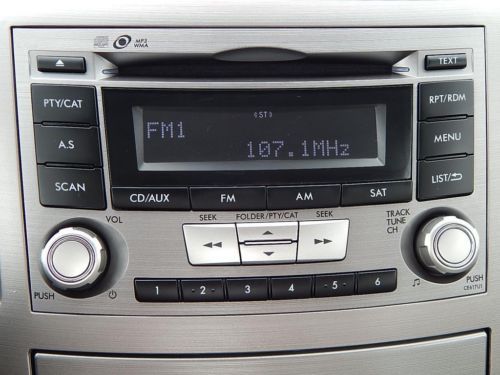 MP3
WMA
TEXT
PTY/CAT
A.S
SCAN
(ST)
FM1
107.1MHz
RPT/RDM
MENU
LIST/
CD/AUX
FM
AM
SAT
VOL
SEEK
FOLDER/PTY/CAT
SEEK
TRACK
TUNE
CH
PUSH
1
-2-
3
4
-5-
6
PUSH
CE617U1